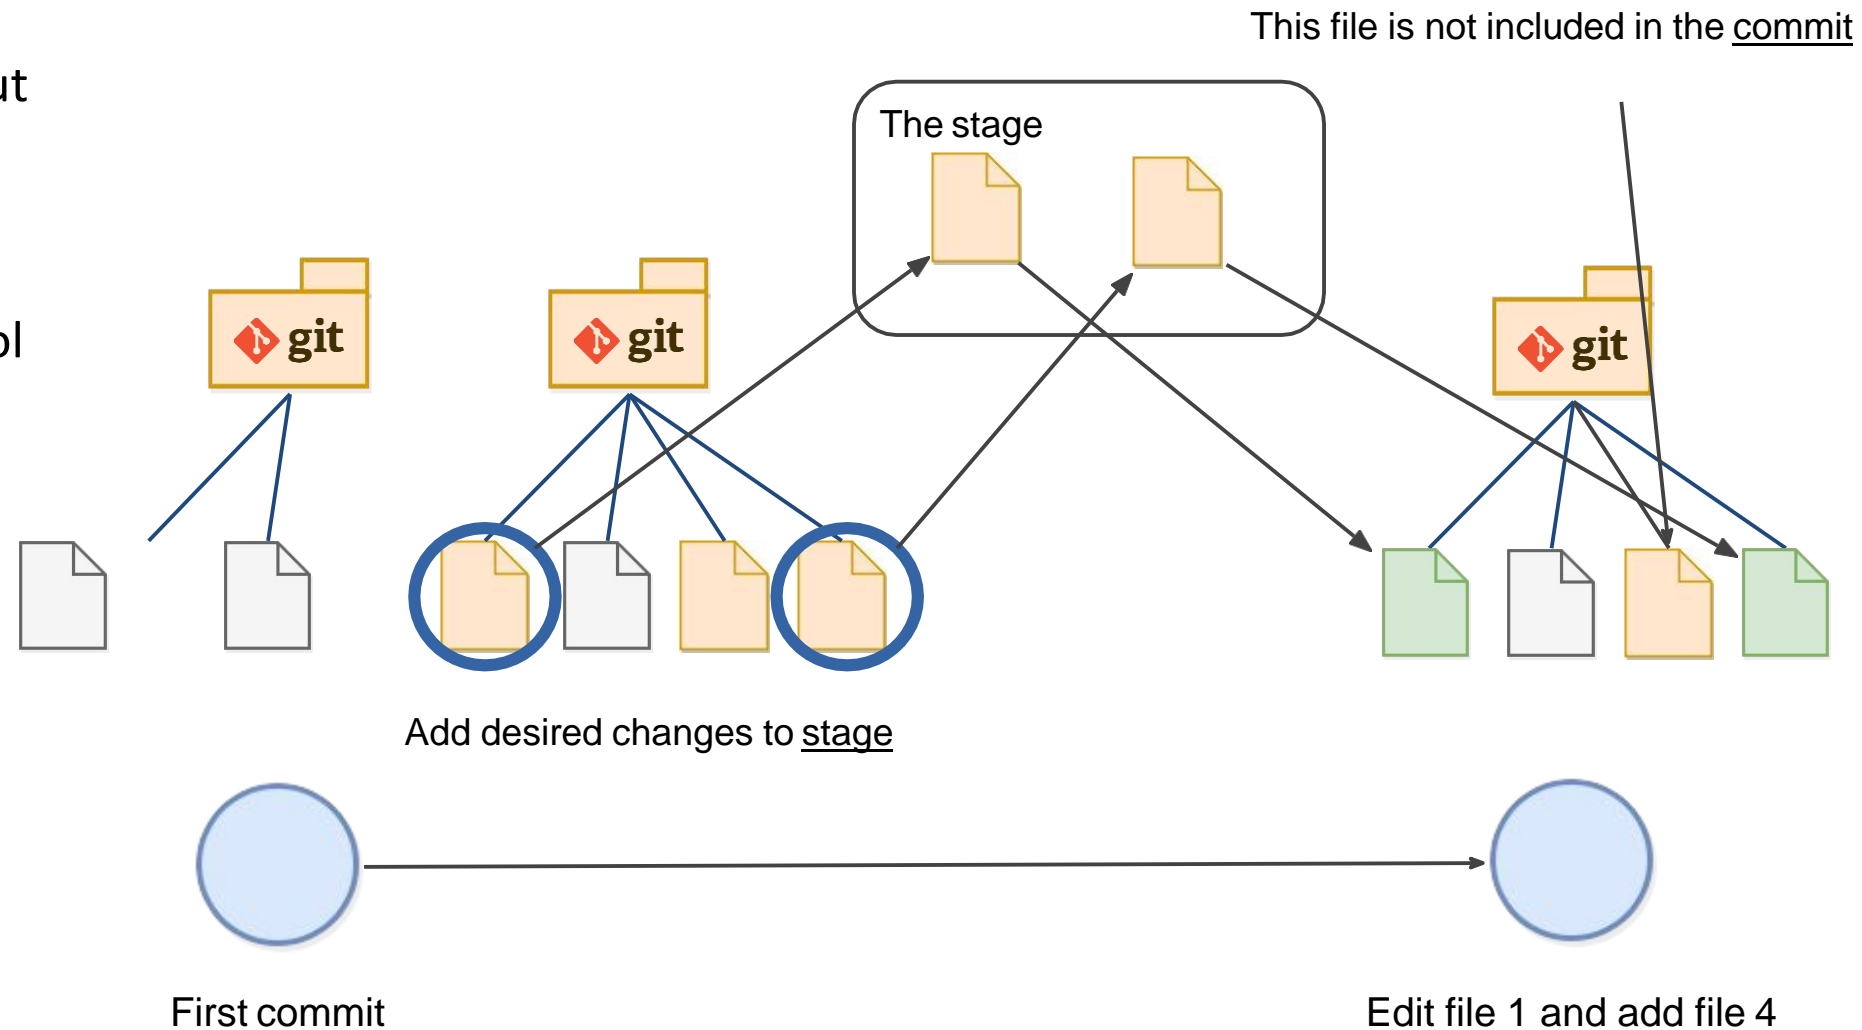 This file is not included in the commit
ut
The stage
ol
git
git
git
Add desired changes to stage
First commit
Edit file 1 and add file 4